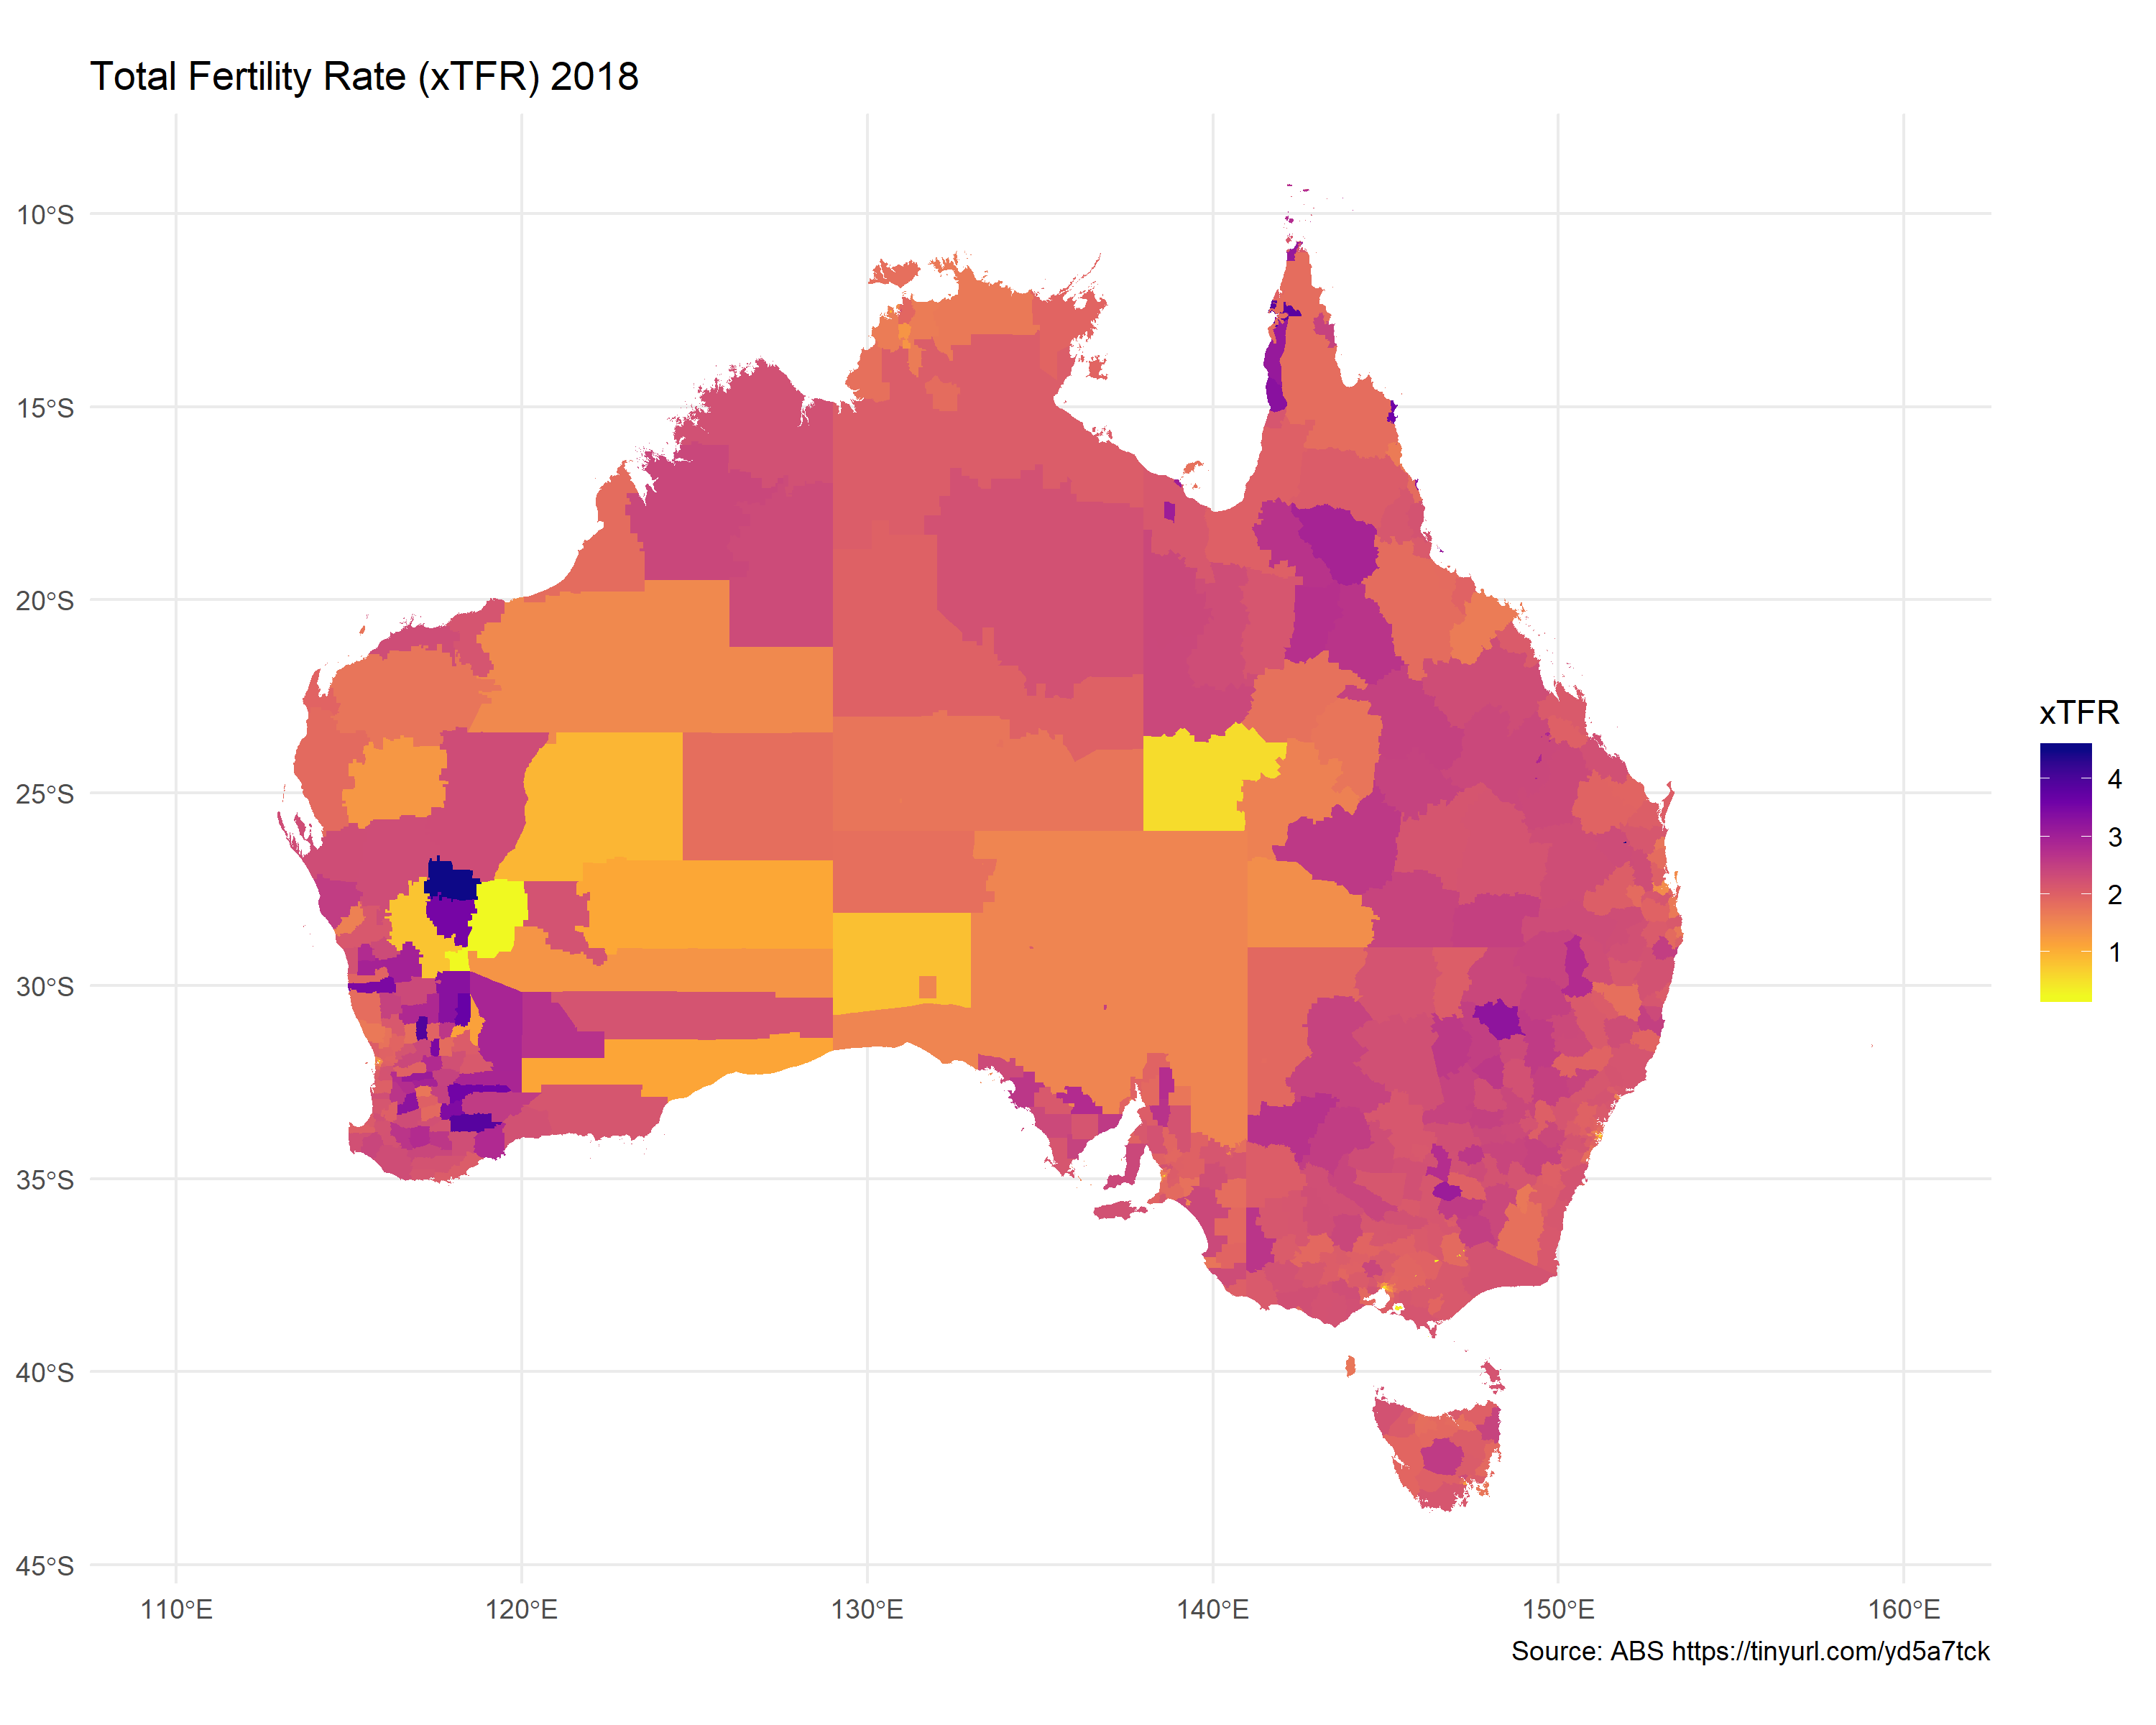 Total Fertility Rate (xTFR) 2018
10°S
15°S
20°S
25°S
30°S
35°S
40°S
45°S
110°E
120°E
130°E
140°E
150°E
160°E
xTFR
4
3
2
1
Source: ABS https://tinyurl.com/yd5a7tck